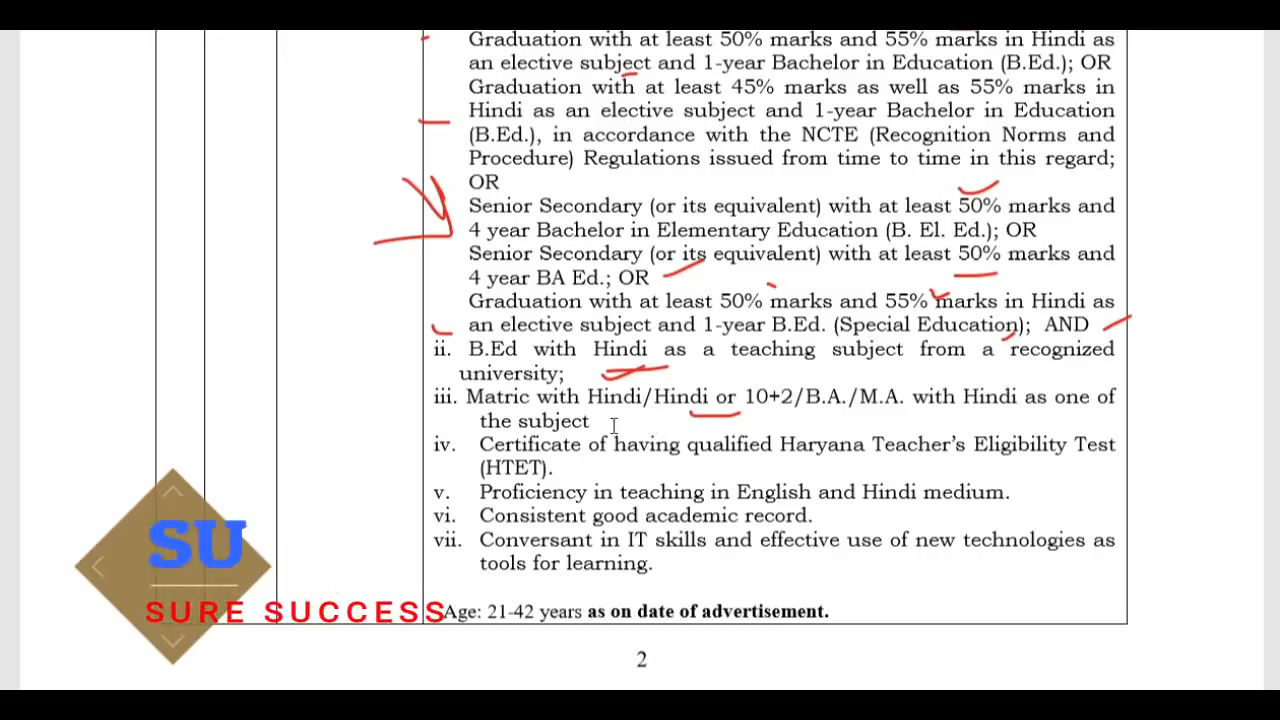 Graduation with at least 50% marks and 55% marks in Hindi as
an elective subject and 1-year Bachelor in Education (B.Ed.); OR
Graduation with at least 45% marks as well as 55% marks in
Hindi as an elective subject and 1-year Bachelor in Education
(B.Ed.), in accordance with the NCTE (Recognition Norms and
Procedure) Regulations issued from time to time in this regard;
OR
Senior Secondary (or its equivalent) with at least 50% marks and
4 year Bachelor in Elementary Education (B. El. Ed.); OR
Senior Secondary (or its equivalent) with at least 50% marks and
4 year BA Ed.; OR
Graduation with at least 50% marks and 55% marks in Hindi as
an elective subject and 1-year B.Ed. (Special Education); AND
ii. B.Ed with Hindi as a teaching subject from a recognized
university;
iii. Matric with Hindi/Hindi or 10+2/B.A./M.A. with Hindi as one of
the subject
iv. Certificate of having qualified Haryana Teacher's Eligibility Test
(HTET).
v. Proficiency in teaching in English and Hindi medium.
vi. Consistent good academic record.
vii. Conversant in IT skills and effective use of new technologies as
tools for learning.
SU
SURE SUCCESS
Age: 21-42 years as on date of advertisement.
2